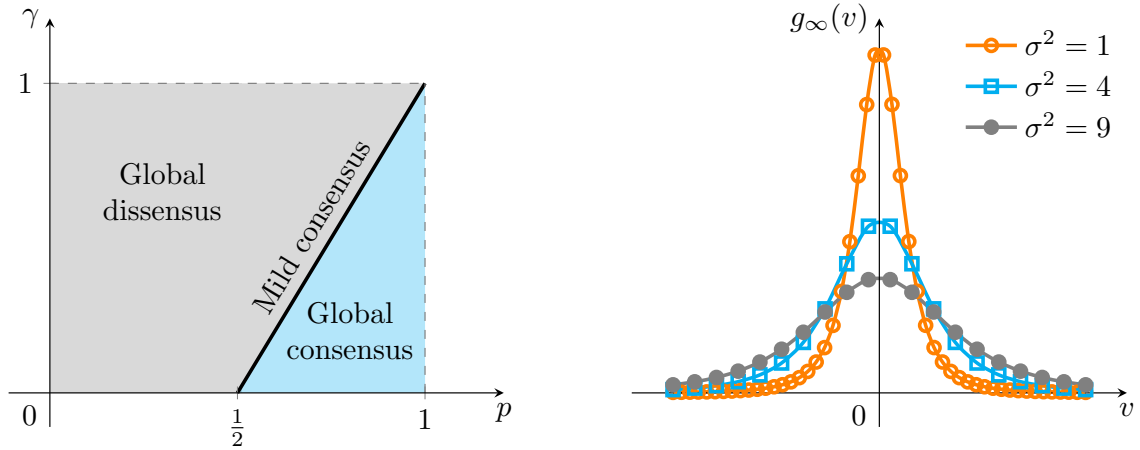 γ
1
Global
dissensus
Mild consensus
Global
consensus
0
1/2
1
p
g∞(v)
σ² = 1
σ² = 4
σ² = 9
0
v